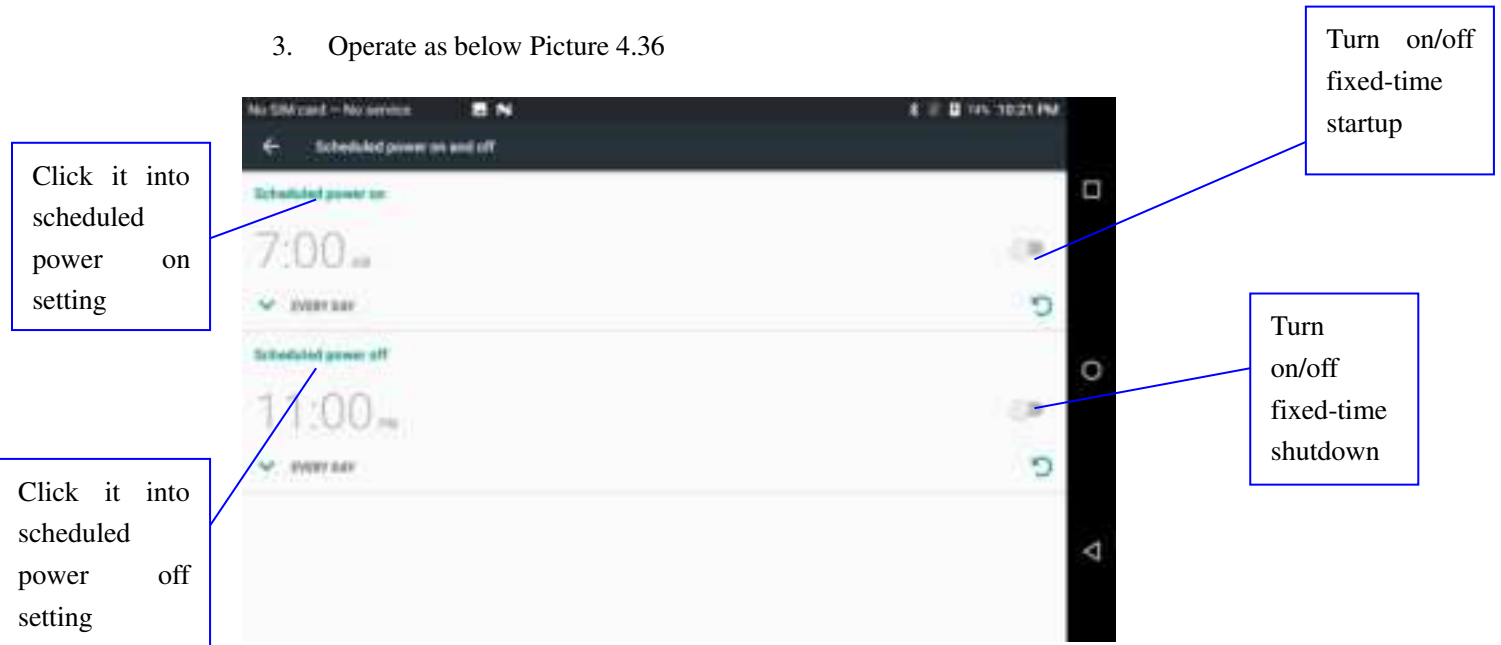 3. Operate as below Picture 4.36
Turn on/off
fixed-time
startup
No SIM card – No service
74% 10:21 PM
Scheduled power on and off
Click it into
scheduled
power on
setting
Scheduled power on
7:00 AM
EVERY DAY
Turn
on/off
fixed-time
shutdown
Scheduled power off
11:00 PM
EVERY DAY
Click it into
scheduled
power off
setting